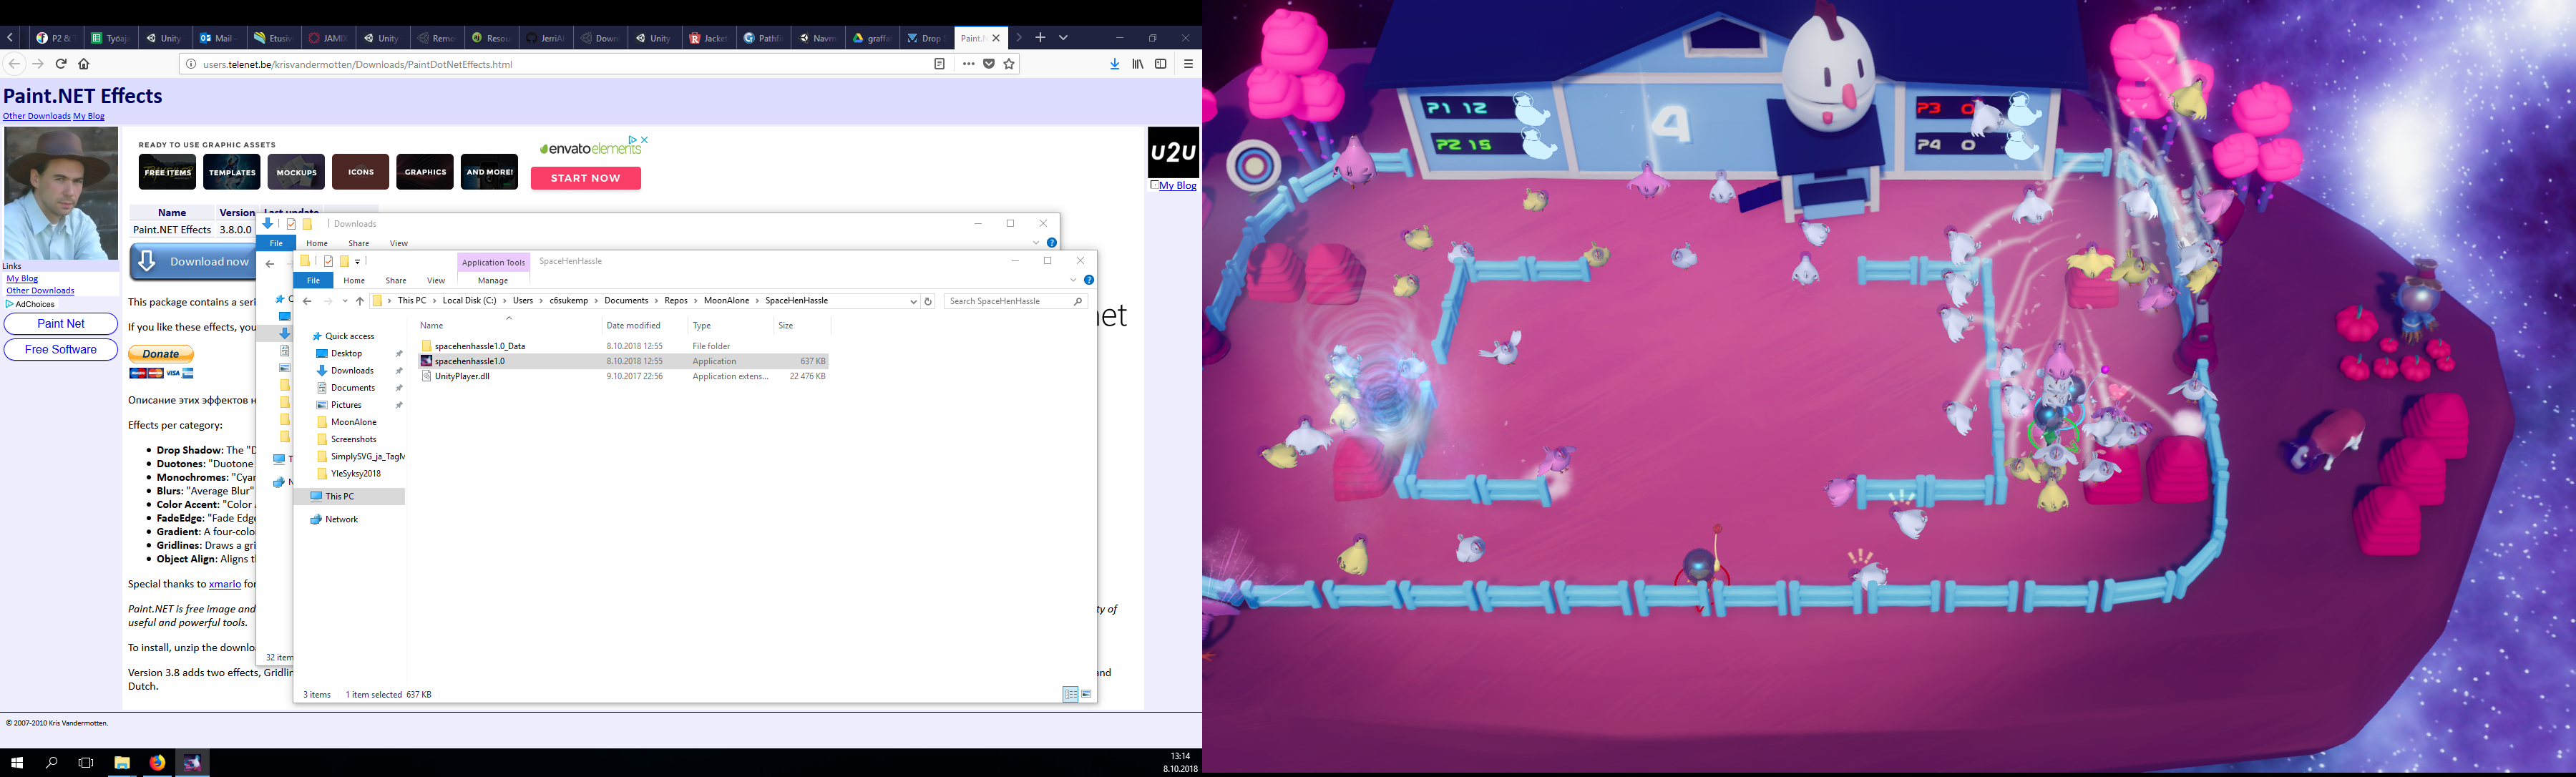 P2 &
Työaja
Unity
Mail -
Etusiv
JAMIX
Unity
Remo
Resou
JerriAl
Down
Unity
Jacket
Pathfi
Navm
graffar
Drop S
Paint.N
users.telenet.be/krisvandermotten/Downloads/PaintDotNetEffects.html
Paint.NET Effects
Other Downloads My Blog
READY TO USE GRAPHIC ASSETS
FREE ITEMS
TEMPLATES
MOCKUPS
ICONS
GRAPHICS
AND MORE!
envatoelements
START NOW
U2U
My Blog
Name Version Last update
Paint.NET Effects 3.8.0.0
Download now
Links
My Blog
Other Downloads
AdChoices
Paint Net
Free Software
This package contains a seri
If you like these effects, you
Donate
VISA
Описание этих эффектов н
Effects per category:
Drop Shadow: The "D
Duotones: "Duotone
Monochromes: "Cyan
Blurs: "Average Blur"
Color Accent: "Color
FadeEdge: "Fade Edge
Gradient: A four-colo
Gridlines: Draws a gri
Object Align: Aligns t
Special thanks to xmario for
Paint.NET is free image and
ty of
useful and powerful tools.
To install, unzip the downlo
Version 3.8 adds two effects, Gridlin
and
Dutch.
© 2007-2010 Kris Vandermotten.
Downloads
File Home Share View
32 item
Application Tools
SpaceHenHassle
File Home Share View Manage
This PC > Local Disk (C:) > Users > c6sukemp > Documents > Repos > MoonAlone > SpaceHenHassle
Search SpaceHenHassle
Name Date modified Type Size
Quick access
Desktop
Downloads
Documents
Pictures
MoonAlone
Screenshots
SimplySVG_ja_TagM
YleSyksy2018
This PC
Network
spacehenhassle1.0_Data 8.10.2018 12:55 File folder
spacehenhassle1.0 8.10.2018 12:55 Application 637 KB
UnityPlayer.dll 9.10.2017 22:56 Application extens... 22 476 KB
3 items 1 item selected 637 KB
net
13:14
8.10.2018
P1 12
P2 15
4
P3 0
P4 0